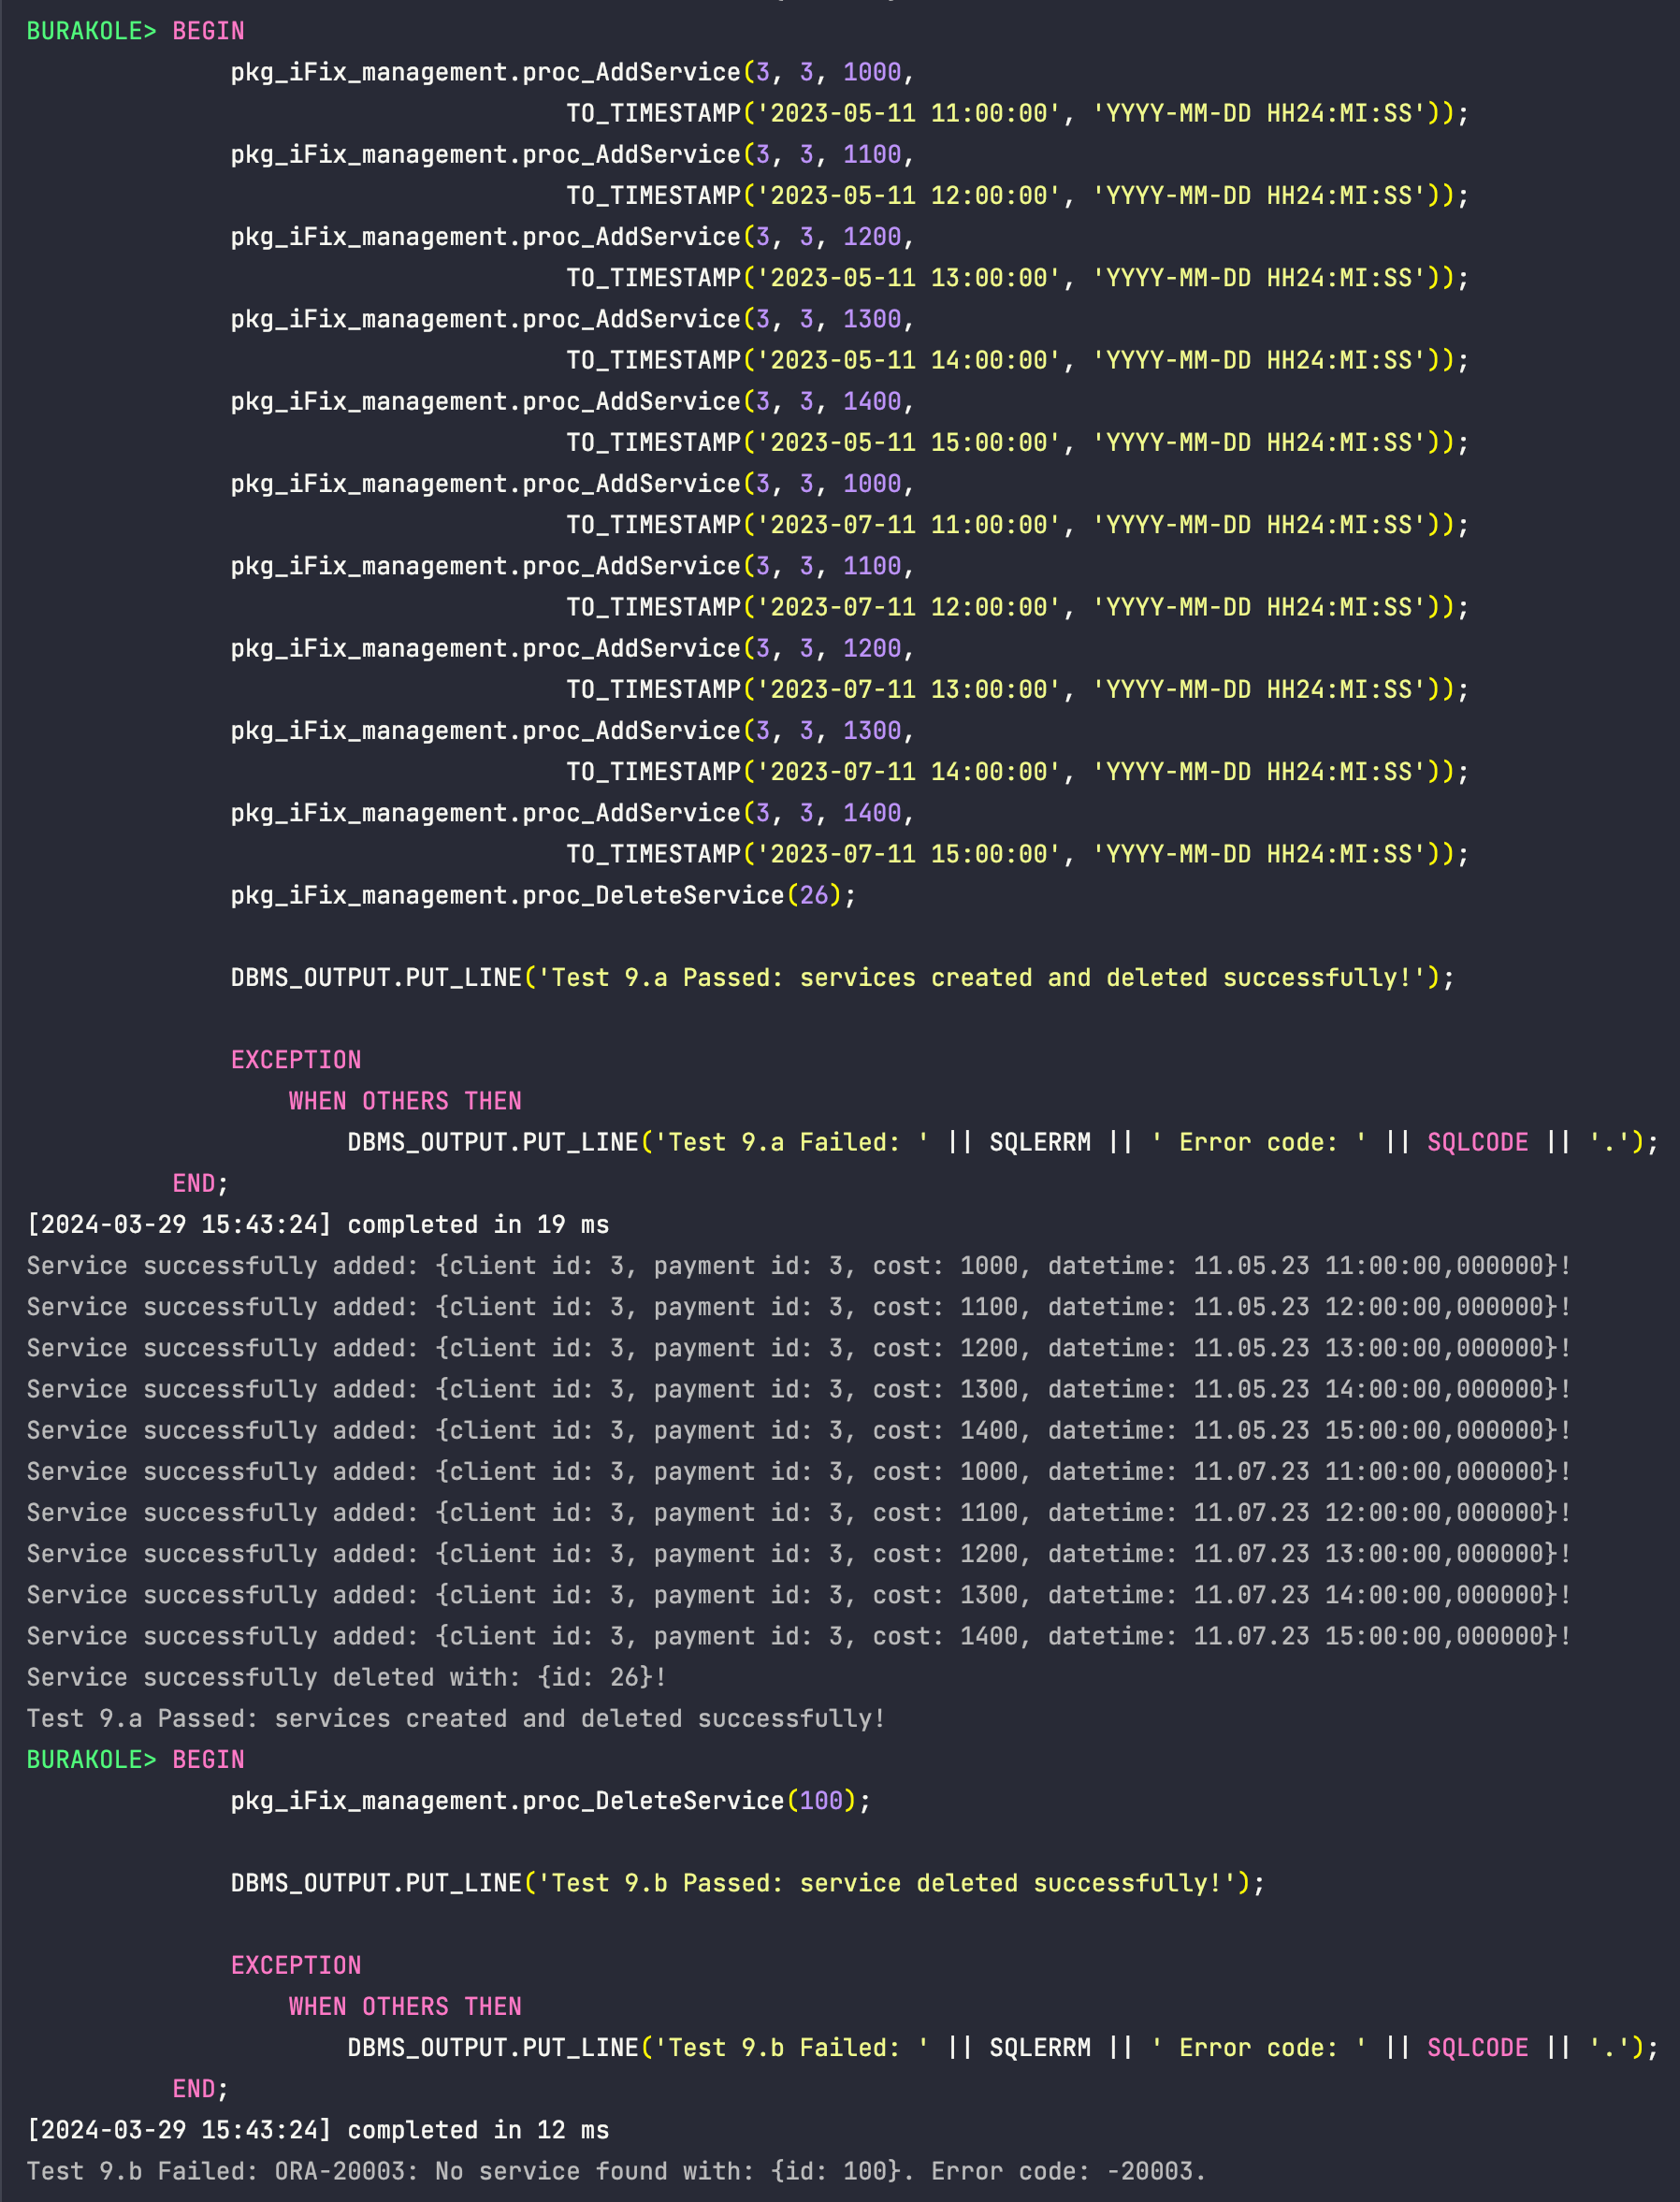 BURAKOLE> BEGIN
pkg_iFix_management.proc_AddService(3, 3, 1000,
TO_TIMESTAMP('2023-05-11 11:00:00', 'YYYY-MM-DD HH24:MI:SS'));
pkg_iFix_management.proc_AddService(3, 3, 1100,
TO_TIMESTAMP('2023-05-11 12:00:00', 'YYYY-MM-DD HH24:MI:SS'));
pkg_iFix_management.proc_AddService(3, 3, 1200,
TO_TIMESTAMP('2023-05-11 13:00:00', 'YYYY-MM-DD HH24:MI:SS'));
pkg_iFix_management.proc_AddService(3, 3, 1300,
TO_TIMESTAMP('2023-05-11 14:00:00', 'YYYY-MM-DD HH24:MI:SS'));
pkg_iFix_management.proc_AddService(3, 3, 1400,
TO_TIMESTAMP('2023-05-11 15:00:00', 'YYYY-MM-DD HH24:MI:SS'));
pkg_iFix_management.proc_AddService(3, 3, 1000,
TO_TIMESTAMP('2023-07-11 11:00:00', 'YYYY-MM-DD HH24:MI:SS'));
pkg_iFix_management.proc_AddService(3, 3, 1100,
TO_TIMESTAMP('2023-07-11 12:00:00', 'YYYY-MM-DD HH24:MI:SS'));
pkg_iFix_management.proc_AddService(3, 3, 1200,
TO_TIMESTAMP('2023-07-11 13:00:00', 'YYYY-MM-DD HH24:MI:SS'));
pkg_iFix_management.proc_AddService(3, 3, 1300,
TO_TIMESTAMP('2023-07-11 14:00:00', 'YYYY-MM-DD HH24:MI:SS'));
pkg_iFix_management.proc_AddService(3, 3, 1400,
TO_TIMESTAMP('2023-07-11 15:00:00', 'YYYY-MM-DD HH24:MI:SS'));
pkg_iFix_management.proc_DeleteService(26);
DBMS_OUTPUT.PUT_LINE('Test 9.a Passed: services created and deleted successfully!');
EXCEPTION
WHEN OTHERS THEN
DBMS_OUTPUT.PUT_LINE('Test 9.a Failed: ' || SQLERRM || ' Error code: ' || SQLCODE || '.');
END;
[2024-03-29 15:43:24] completed in 19 ms
Service successfully added: {client id: 3, payment id: 3, cost: 1000, datetime: 11.05.23 11:00:00,000000}!
Service successfully added: {client id: 3, payment id: 3, cost: 1100, datetime: 11.05.23 12:00:00,000000}!
Service successfully added: {client id: 3, payment id: 3, cost: 1200, datetime: 11.05.23 13:00:00,000000}!
Service successfully added: {client id: 3, payment id: 3, cost: 1300, datetime: 11.05.23 14:00:00,000000}!
Service successfully added: {client id: 3, payment id: 3, cost: 1400, datetime: 11.05.23 15:00:00,000000}!
Service successfully added: {client id: 3, payment id: 3, cost: 1000, datetime: 11.07.23 11:00:00,000000}!
Service successfully added: {client id: 3, payment id: 3, cost: 1100, datetime: 11.07.23 12:00:00,000000}!
Service successfully added: {client id: 3, payment id: 3, cost: 1200, datetime: 11.07.23 13:00:00,000000}!
Service successfully added: {client id: 3, payment id: 3, cost: 1300, datetime: 11.07.23 14:00:00,000000}!
Service successfully added: {client id: 3, payment id: 3, cost: 1400, datetime: 11.07.23 15:00:00,000000}!
Service successfully deleted with: {id: 26}!
Test 9.a Passed: services created and deleted successfully!
BURAKOLE> BEGIN
pkg_iFix_management.proc_DeleteService(100);
DBMS_OUTPUT.PUT_LINE('Test 9.b Passed: service deleted successfully!');
EXCEPTION
WHEN OTHERS THEN
DBMS_OUTPUT.PUT_LINE('Test 9.b Failed: ' || SQLERRM || ' Error code: ' || SQLCODE || '.');
END;
[2024-03-29 15:43:24] completed in 12 ms
Test 9.b Failed: ORA-20003: No service found with: {id: 100}. Error code: -20003.